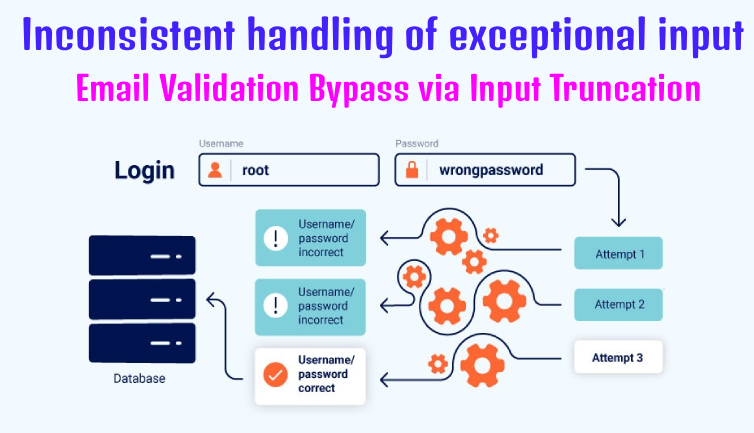 Inconsistent handling of exceptional input
Email Validation Bypass via Input Truncation
Username
Password
Login
root
wrongpassword
Username/
password
incorrect
Attempt 1
Username/
password
incorrect
Attempt 2
Username/
password
correct
Attempt 3
Database